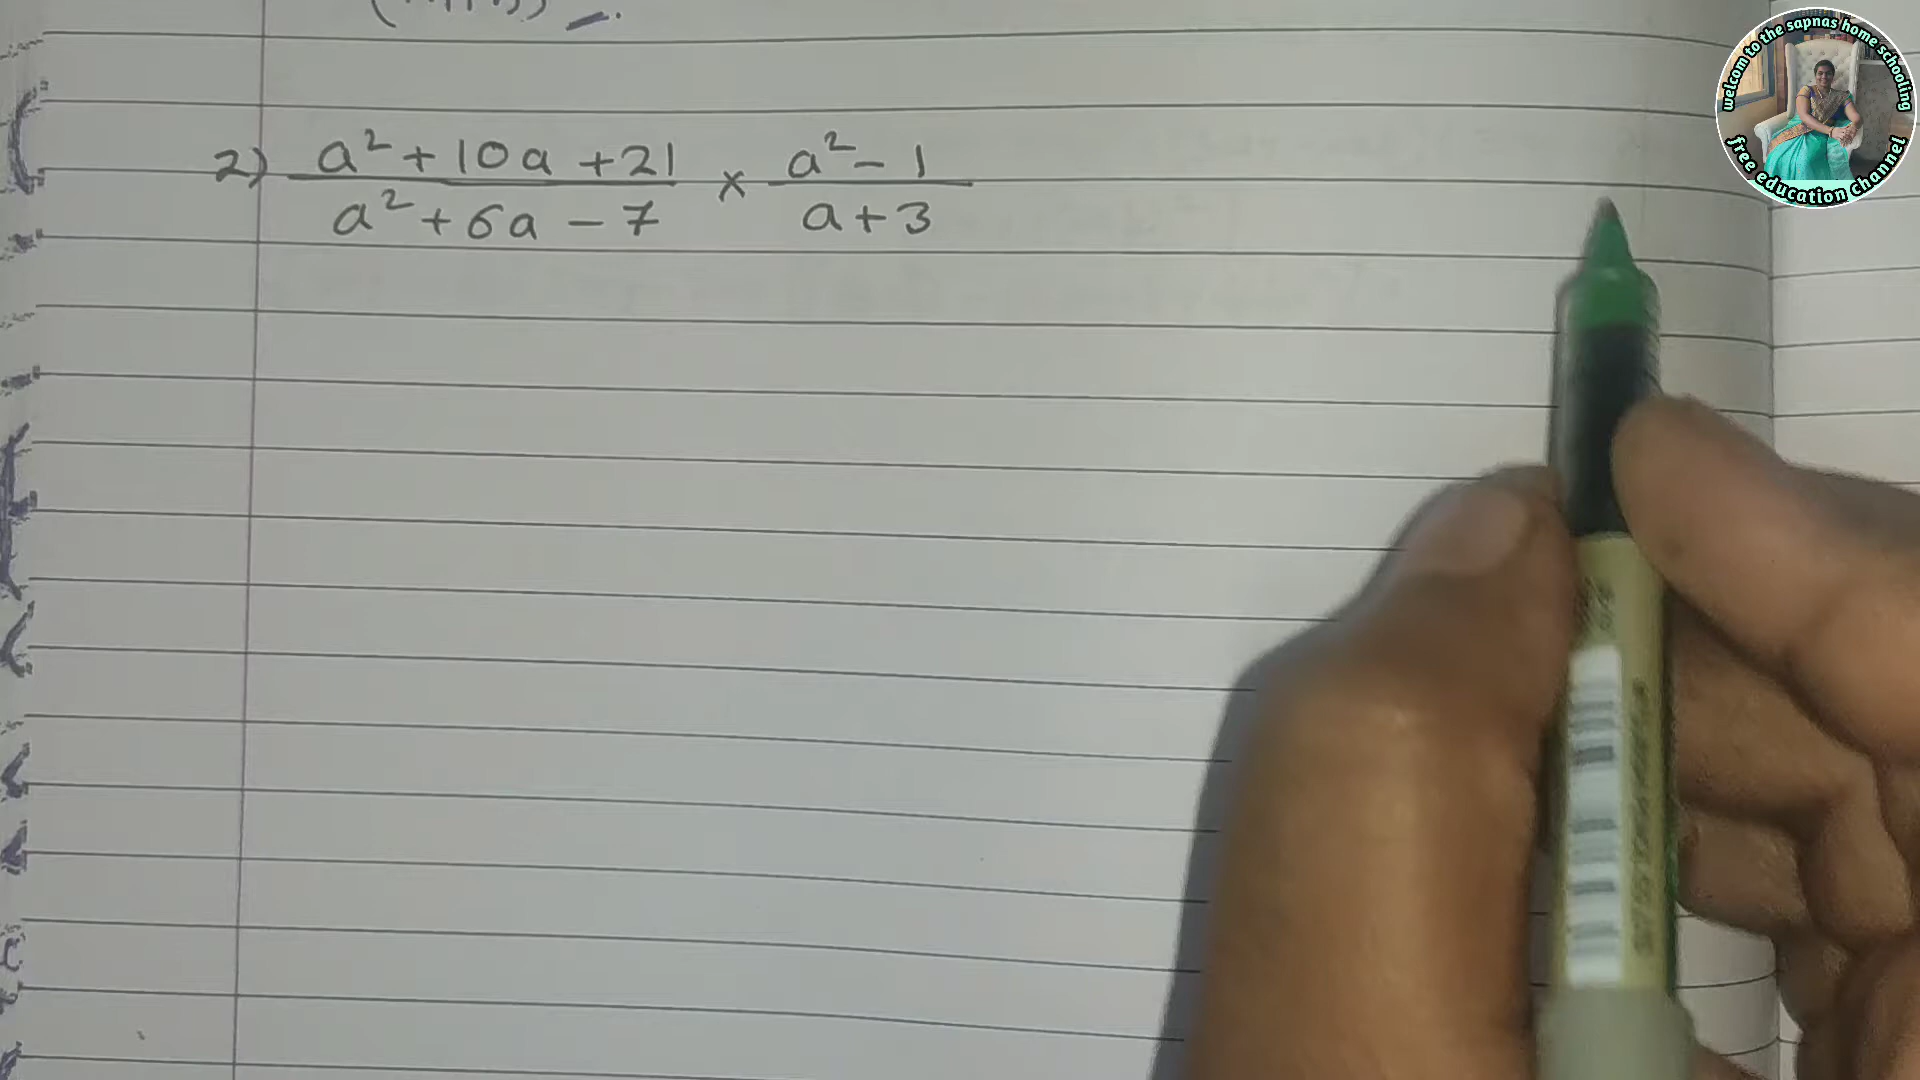 2) a² + 10a + 21 / a² + 6a - 7 × a² - 1 / a + 3
welcom to the sapnas home schooling
free education channel